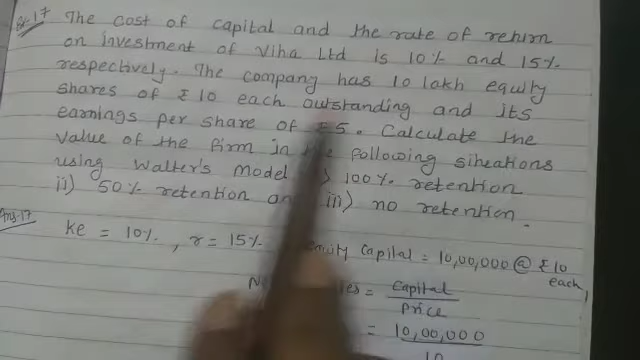 Ex-17 The cost of capital and the rate of return
on investment of Viha Ltd is 10% and 15%
respectively. The company has 10 lakh equity
shares of ₹10 each outstanding and its
earnings per share of ₹5. Calculate the
value of the firm in the following situations
using Walter's model 100% retention
ii) 50% retention an iii) no retention.
Ans-17
Ke = 10%, r = 15% Equity Capital = 10,00,000 @ ₹10
each,
= Capital
Price
= 10,00,000
10